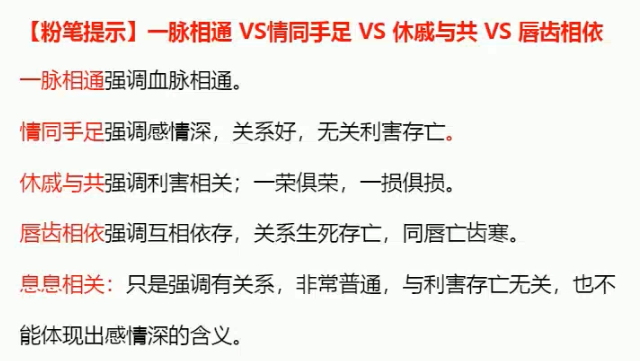 【粉笔提示】一脉相通 VS情同手足 VS 休戚与共 VS 唇齿相依
一脉相通强调血脉相通。
情同手足强调感情深，关系好，无关利害存亡。
休戚与共强调利害相关；一荣俱荣，一损俱损。
唇齿相依强调互相依存，关系生死存亡，同唇亡齿寒。
息息相关：只是强调有关系，非常普通，与利害存亡无关，也不
能体现出感情深的含义。